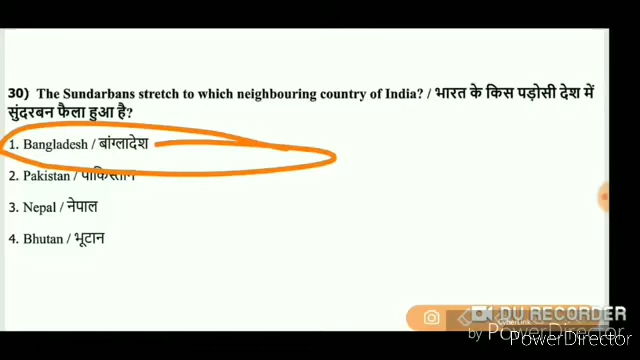 30) The Sundarbans stretch to which neighbouring country of India? / भारत के किस पड़ोसी देश में
सुंदरबन फैला हुआ है?
1. Bangladesh / बांग्लादेश
2. Pakistan / पाकिस्तान
3. Nepal / नेपाल
4. Bhutan / भूटान
DU RECORDER
CyberLink
by PowerDirector
PowerDirector